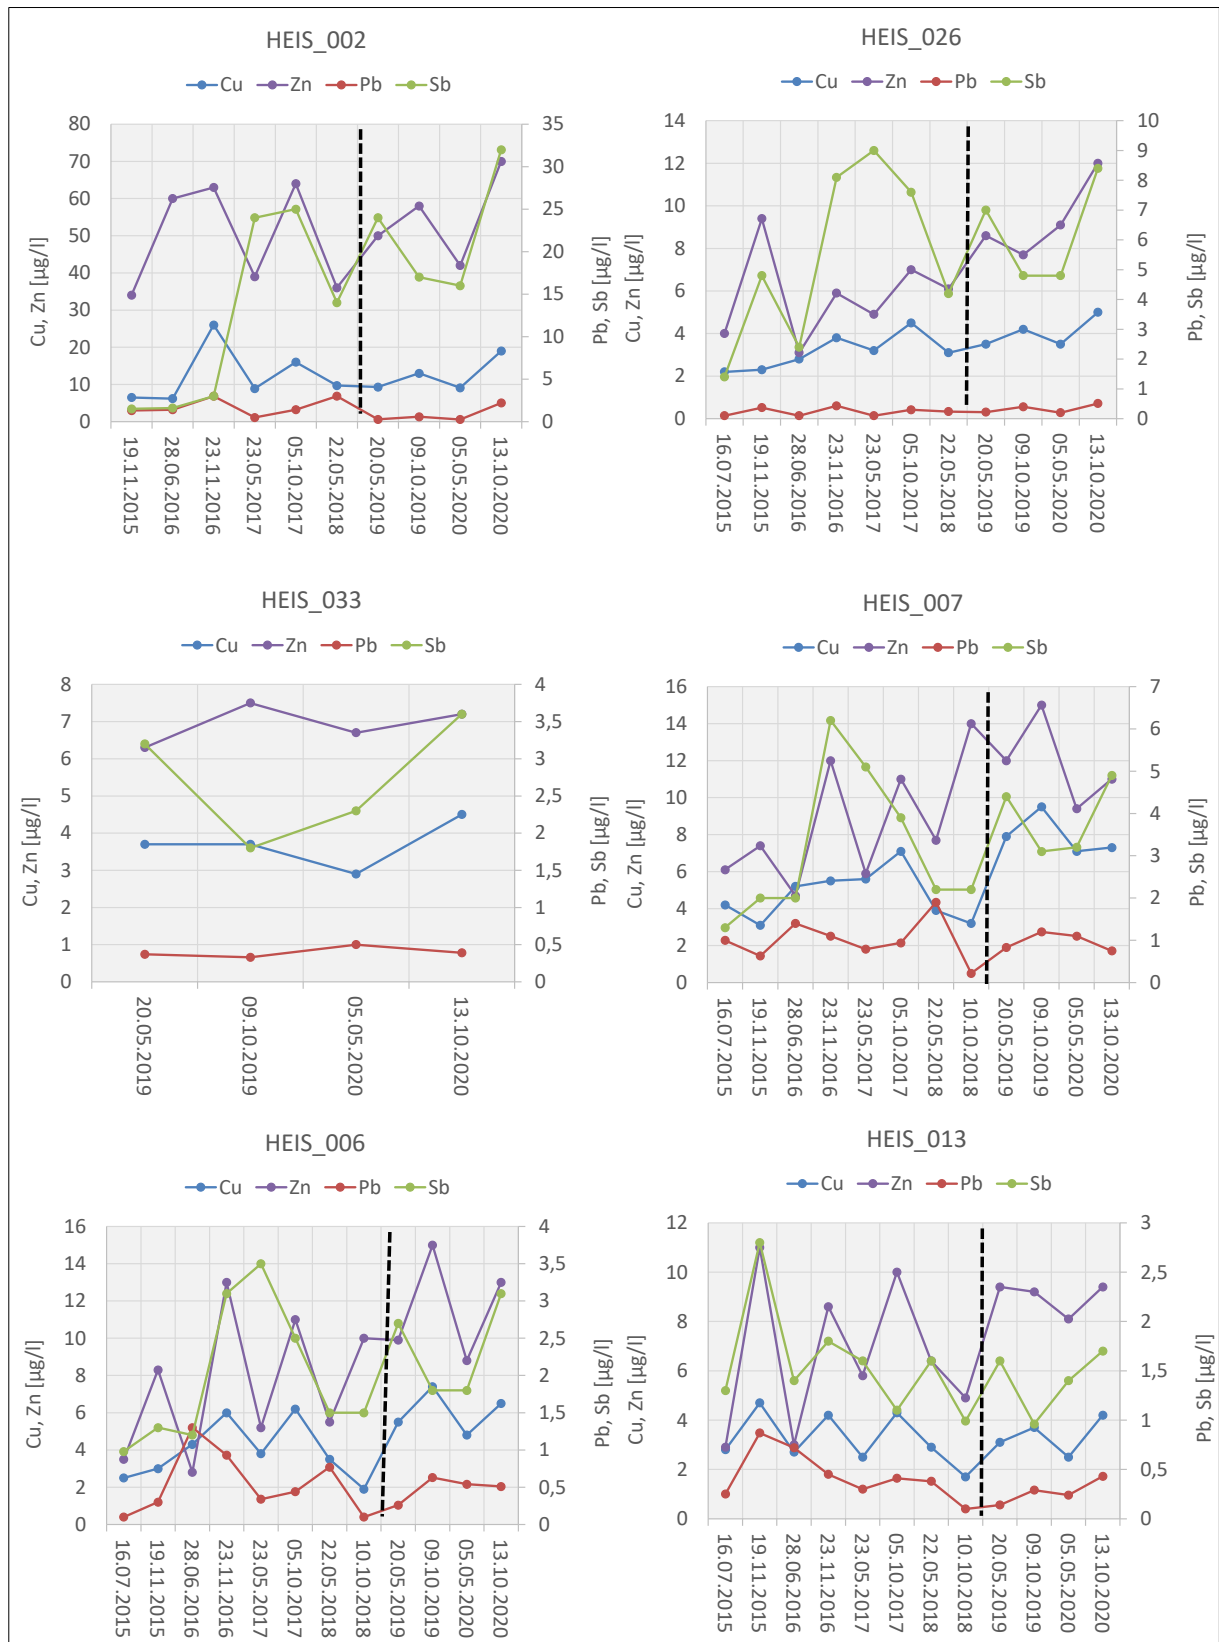 HEIS_002
Cu Zn Pb Sb
80 70 60 50 40 30 20 10 0
Cu, Zn [µg/l]
35 30 25 20 15 10 5 0
Pb, Sb [µg/l]
19.11.2015 28.06.2016 23.11.2016 23.05.2017 05.10.2017 22.05.2018 20.05.2019 09.10.2019 05.05.2020 13.10.2020
HEIS_026
Cu Zn Pb Sb
14 12 10 8 6 4 2 0
Cu, Zn [µg/l]
10 9 8 7 6 5 4 3 2 1 0
Pb, Sb [µg/l]
16.07.2015 19.11.2015 28.06.2016 23.11.2016 23.05.2017 05.10.2017 22.05.2018 20.05.2019 09.10.2019 05.05.2020 13.10.2020
HEIS_033
Cu Zn Pb Sb
8 7 6 5 4 3 2 1 0
Cu, Zn [µg/l]
4 3,5 3 2,5 2 1,5 1 0,5 0
Pb, Sb [µg/l]
20.05.2019 09.10.2019 05.05.2020 13.10.2020
HEIS_007
Cu Zn Pb Sb
16 14 12 10 8 6 4 2 0
Cu, Zn [µg/l]
7 6 5 4 3 2 1 0
Pb, Sb [µg/l]
16.07.2015 19.11.2015 28.06.2016 23.11.2016 23.05.2017 05.10.2017 22.05.2018 10.10.2018 20.05.2019 09.10.2019 05.05.2020 13.10.2020
HEIS_006
Cu Zn Pb Sb
16 14 12 10 8 6 4 2 0
Cu, Zn [µg/l]
4 3,5 3 2,5 2 1,5 1 0,5 0
Pb, Sb [µg/l]
16.07.2015 19.11.2015 28.06.2016 23.11.2016 23.05.2017 05.10.2017 22.05.2018 10.10.2018 20.05.2019 09.10.2019 05.05.2020 13.10.2020
HEIS_013
Cu Zn Pb Sb
12 10 8 6 4 2 0
Cu, Zn [µg/l]
3 2,5 2 1,5 1 0,5 0
Pb, Sb [µg/l]
16.07.2015 19.11.2015 28.06.2016 23.11.2016 23.05.2017 05.10.2017 22.05.2018 10.10.2018 20.05.2019 09.10.2019 05.05.2020 13.10.2020